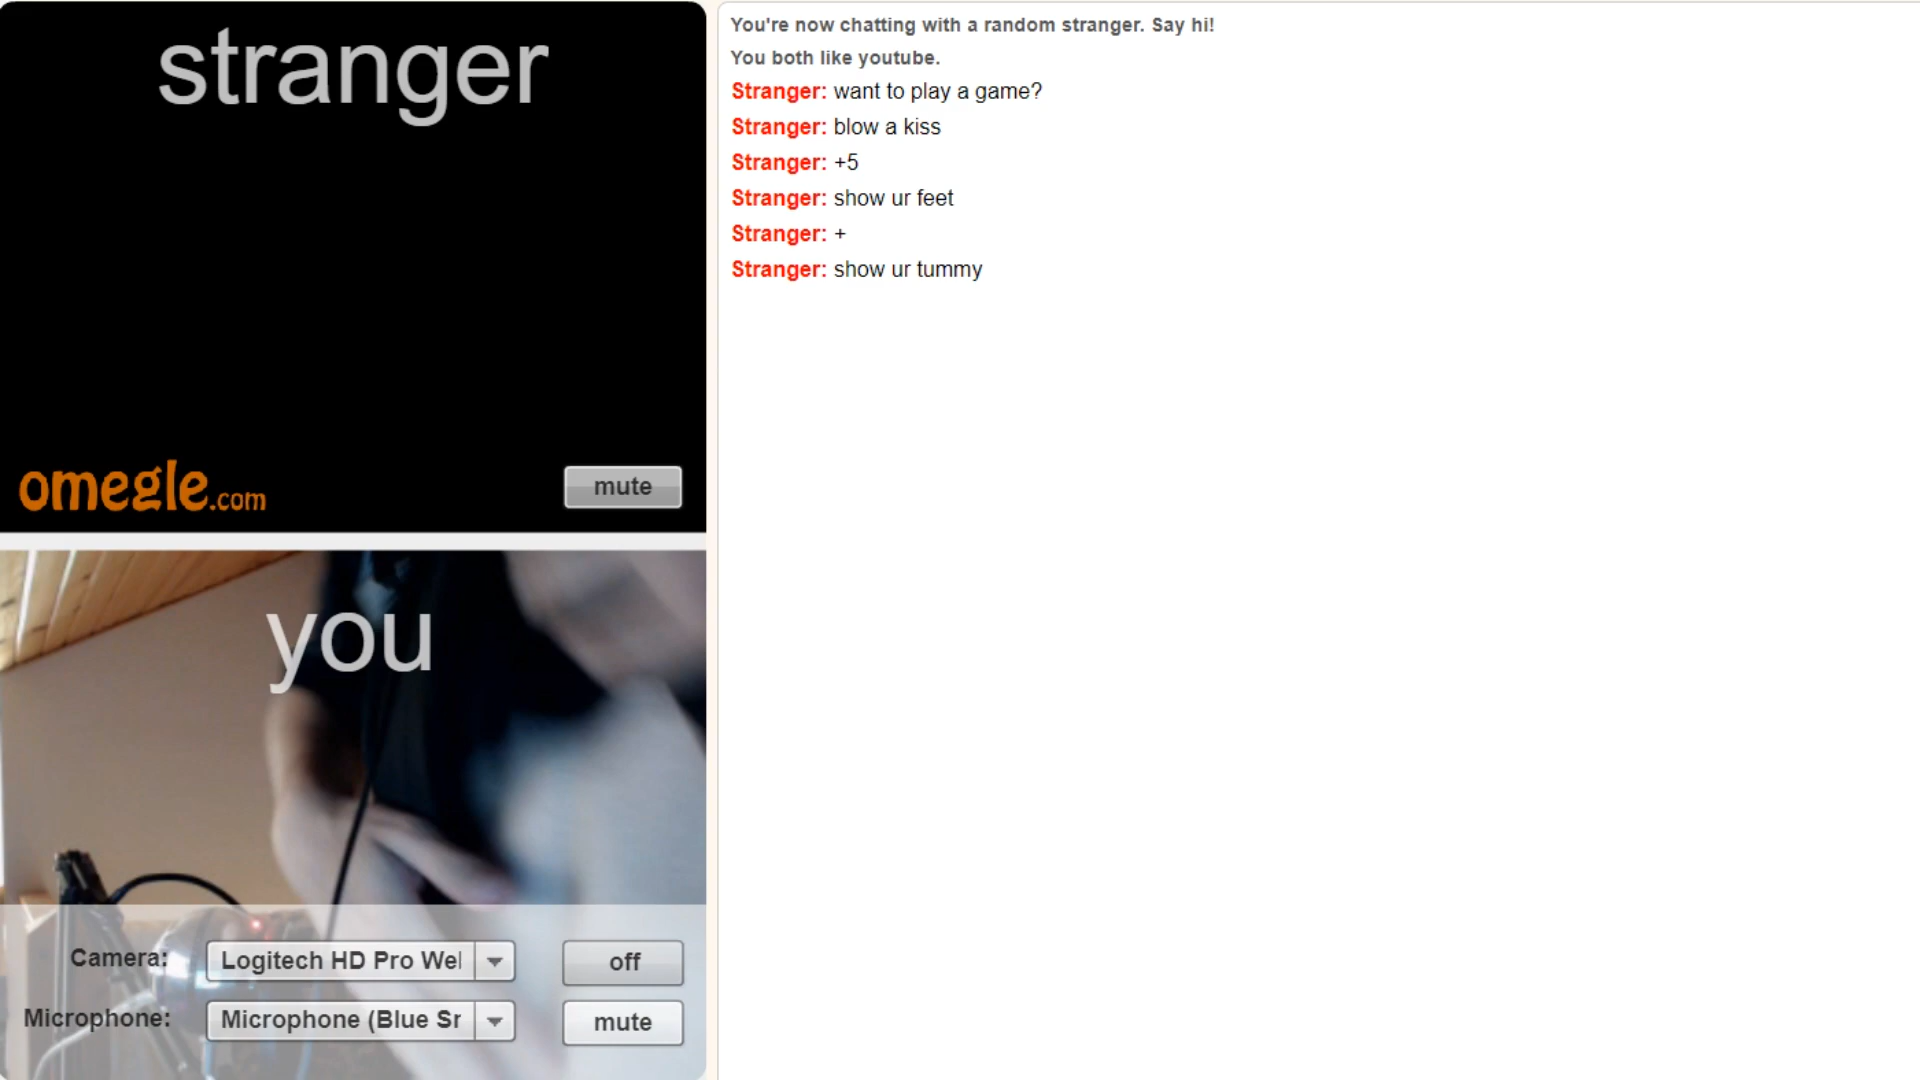 stranger
omegle.com
mute
you
Camera:
Logitech HD Pro Wel
off
Microphone:
Microphone (Blue Sr
mute
You're now chatting with a random stranger. Say hi!
You both like youtube.
Stranger: want to play a game?
Stranger: blow a kiss
Stranger: +5
Stranger: show ur feet
Stranger: +
Stranger: show ur tummy